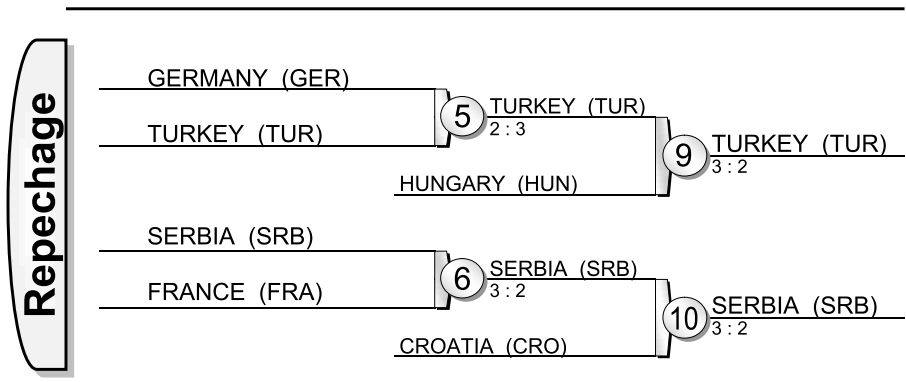 Repechage
GERMANY (GER)
TURKEY (TUR)
5
TURKEY (TUR)
2 : 3
HUNGARY (HUN)
9
TURKEY (TUR)
3 : 2
SERBIA (SRB)
FRANCE (FRA)
6
SERBIA (SRB)
3 : 2
CROATIA (CRO)
10
SERBIA (SRB)
3 : 2